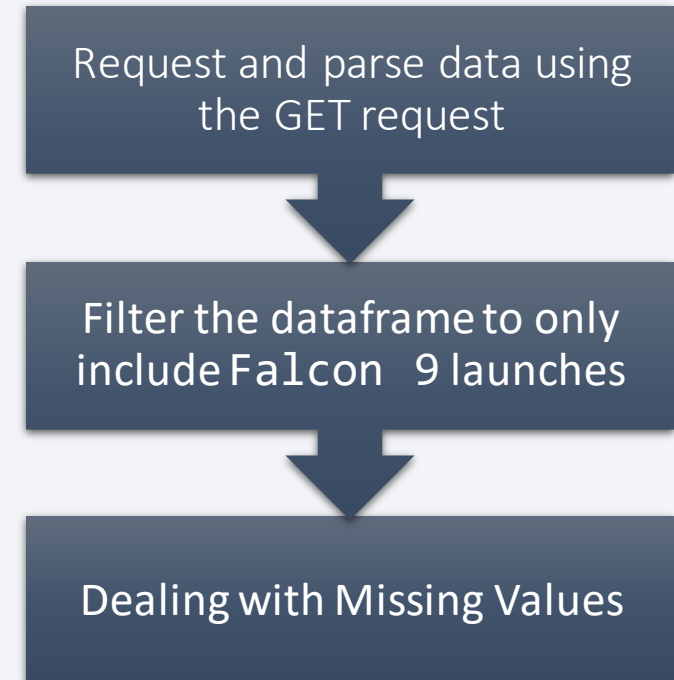 Request and parse data using
the GET request
Filter the dataframe to only
include Falcon 9 launches
Dealing with Missing Values